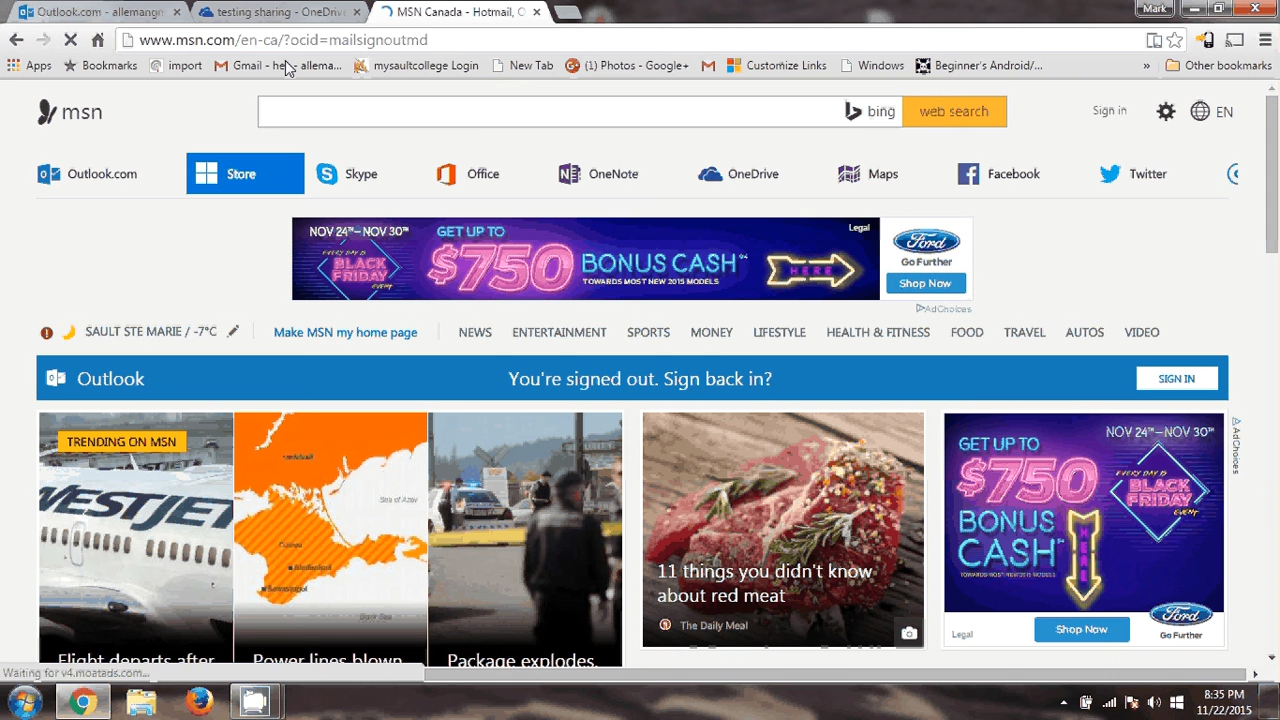 Outlook.com - allemang
testing sharing - OneDriv
MSN Canada - Hotmail, O
Mark
www.msn.com/en-ca/?ocid=mailsignoutmd
Apps
Bookmarks
import
Gmail - he allema...
mysaultcollege Login
New Tab
(1) Photos - Google+
Customize Links
Windows
Beginner's Android/...
»
Other bookmarks
msn
bing
web search
Sign in
EN
Outlook.com
Store
Skype
Office
OneNote
OneDrive
Maps
Facebook
Twitter
NOV 24TH-NOV 30TH
EVERY DAY IS
BLACK
FRIDAY
EVENT
GET UP TO
$750
BONUS CASH
TOWARDS MOST NEW 2015 MODELS
HERE
Legal
Ford
Go Further
Shop Now
AdChoices
SAULT STE MARIE / -7°C
Make MSN my home page
NEWS
ENTERTAINMENT
SPORTS
MONEY
LIFESTYLE
HEALTH & FITNESS
FOOD
TRAVEL
AUTOS
VIDEO
Outlook
You're signed out. Sign back in?
SIGN IN
TRENDING ON MSN
WESTJET
Flight departs after
Sea of Azov
Black Sea
Power lines blown
Package explodes,
11 things you didn't know
about red meat
The Daily Meal
GET UP TO
$750
BONUS
CASH
TOWARDS MOST NEW 2015 MODELS
NOV 24TH-NOV 30TH
EVERY DAY IS
BLACK
FRIDAY
EVENT
HERE
Legal
Shop Now
Ford
Go Further
AdChoices
Waiting for v4.moatads.com...
8:35 PM
11/22/2015